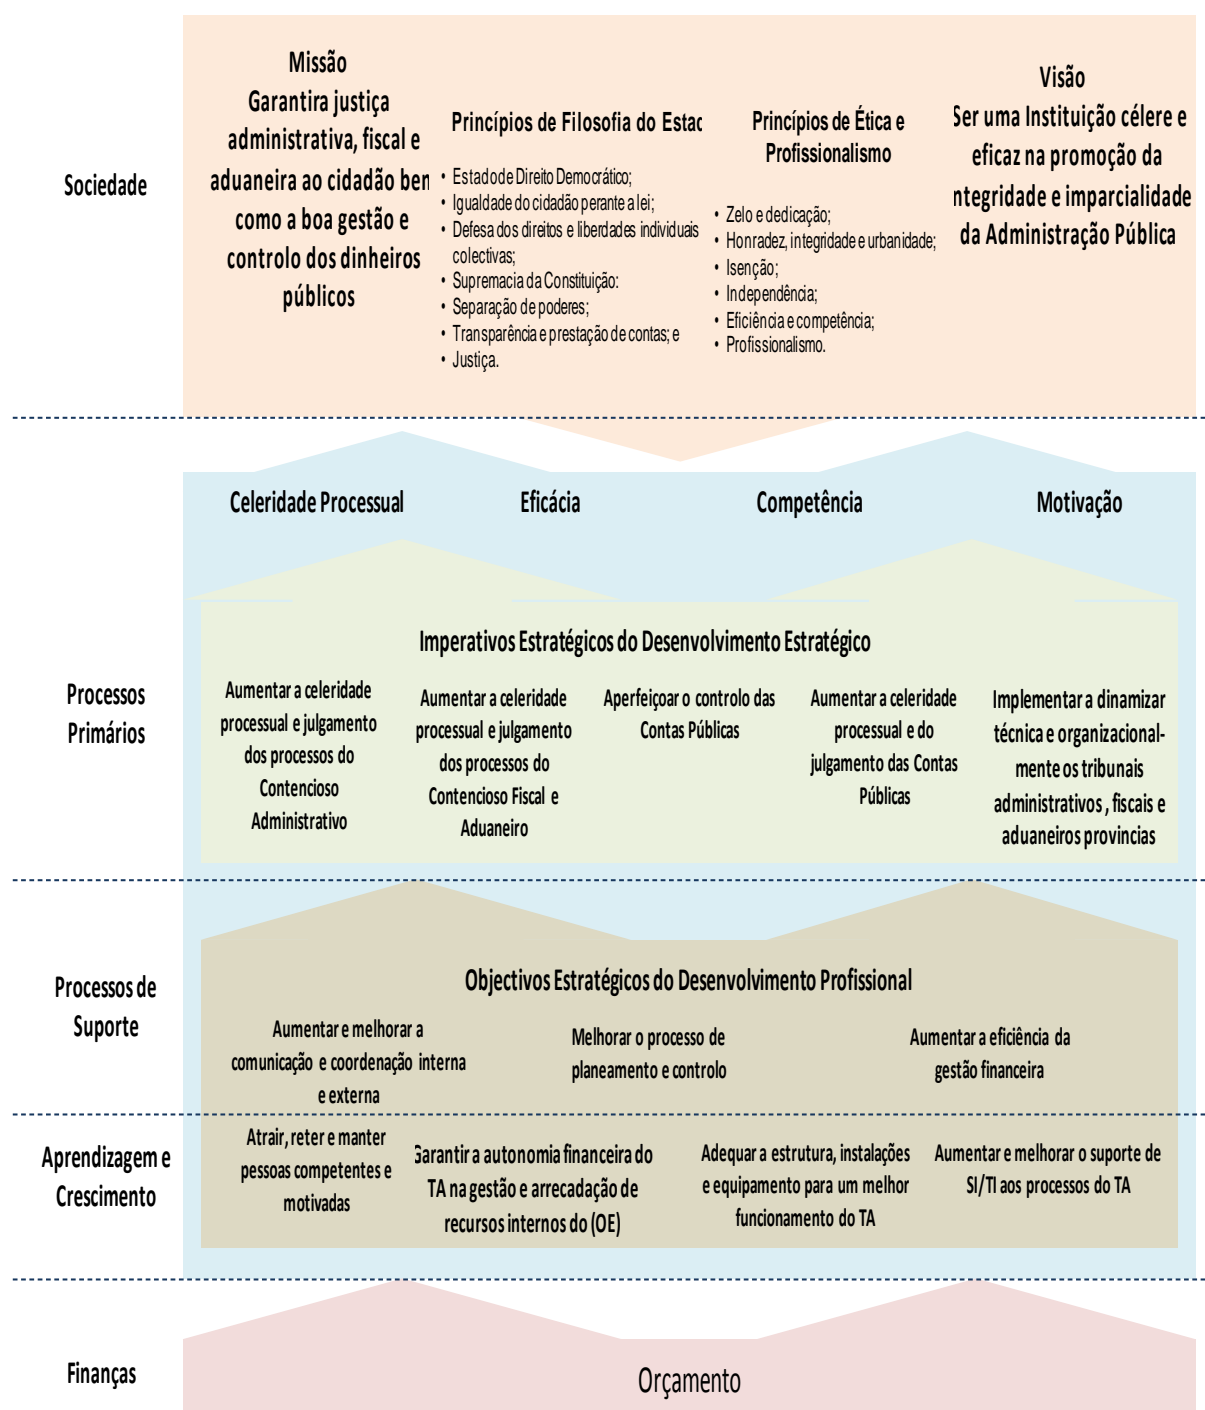 Sociedade
Missão
Garantira justiça
administrativa, fiscal e
aduaneira ao cidadão ben
como a boa gestão e
controlo dos dinheiros
públicos
Princípios de Filosofia do Estac
• Estado de Direito Democrático;
• Igualdade do cidadão perante a lei;
• Defesa dos direitos e liberdades individuais
colectivas;
• Supremacia da Constituição:
• Separação de poderes;
• Transparência e prestação de contas; e
• Justiça.
Princípios de Ética e
Profissionalismo
• Zelo e dedicação;
• Honradez, integridade e urbanidade;
• Isenção;
• Independência;
• Eficiência e competência;
• Profissionalismo.
Visão
Ser uma Instituição célere e
eficaz na promoção da
ntegridade e imparcialidade
da Administração Pública
Celeridade Processual
Eficácia
Competência
Motivação
Processos
Primários
Imperativos Estratégicos do Desenvolvimento Estratégico
Aumentar a celeridade
processual e julgamento
dos processos do
Contencioso
Administrativo
Aumentar a celeridade
processual e julgamento
dos processos do
Contencioso Fiscal e
Aduaneiro
Aperfeiçoar o controlo das
Contas Públicas
Aumentar a celeridade
processual e do
julgamento das Contas
Públicas
Implementar a dinamizar
técnica e organizacional-
mente os tribunais
administrativos , fiscais e
aduaneiros provincias
Processos de
Suporte
Objectivos Estratégicos do Desenvolvimento Profissional
Aumentar e melhorar a
comunicação e coordenação interna
e externa
Melhorar o processo de
planeamento e controlo
Aumentar a eficiência da
gestão financeira
Aprendizagem e
Crescimento
Atrair, reter e manter
pessoas competentes e
motivadas
Garantir a autonomia financeira do
TA na gestão e arrecadação de
recursos internos do (OE)
Adequar a estrutura, instalações
e equipamento para um melhor
funcionamento do TA
Aumentar e melhorar o suporte de
SI/TI aos processos do TA
Finanças
Orçamento